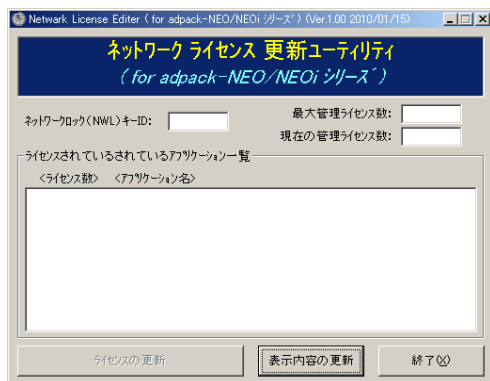 Network License Editer ( for adpack-NEO/NEOi ｼﾘｰｽﾞ ) (Ver.1.00 2010/01/15)
ネットワーク ライセンス 更新ユーティリティ
( for adpack-NEO/NEOi ｼﾘｰｽﾞ )
ﾈｯﾄﾜｰｸﾛｯｸ(NWL)ｷｰID:
最大管理ﾗｲｾﾝｽ数:
現在の管理ﾗｲｾﾝｽ数:
ﾗｲｾﾝｽされているされているｱﾌﾟﾘｹｰｼｮﾝ一覧
<ﾗｲｾﾝｽ数> <ｱﾌﾟﾘｹｰｼｮﾝ名>
ﾗｲｾﾝｽの更新
表示内容の更新
終了(X)